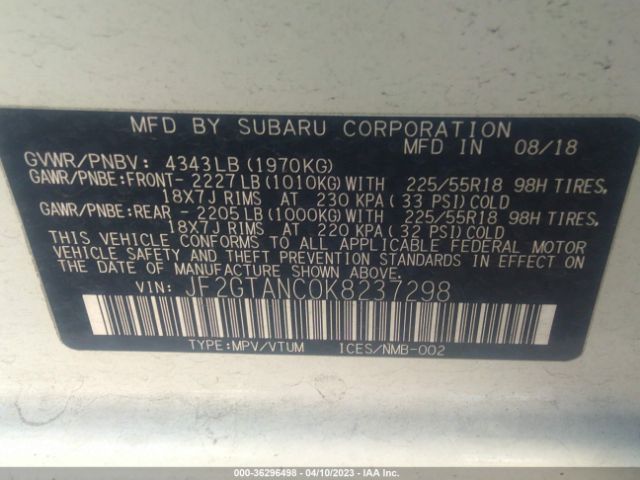 MFD BY SUBARU CORPORATION
MFD IN 08/18
GVWR/PNBV: 4343LB(1970KG)
GAWR/PNBE:FRONT-2227LB(1010KG)WITH 225/55R18 98H TIRES,
18X7J RIMS AT 230 KPA(33 PSI)COLD
GAWR/PNBE:REAR -2205LB(1000KG)WITH 225/55R18 98H TIRES,
18X7J RIMS AT 220 KPA(32 PSI)COLD
THIS VEHICLE CONFORMS TO ALL APPLICABLE FEDERAL MOTOR
VEHICLE SAFETY AND THEFT PREVENTION STANDARDS IN EFFECT
ON THE DATE OF MANUFACTURE SHOWN ABOVE.
VIN: JF2GTANC0K8237298
TYPE:MPV/VTUM ICES/NMB-002
000-36296498 - 04/10/2023 - IAA Inc.